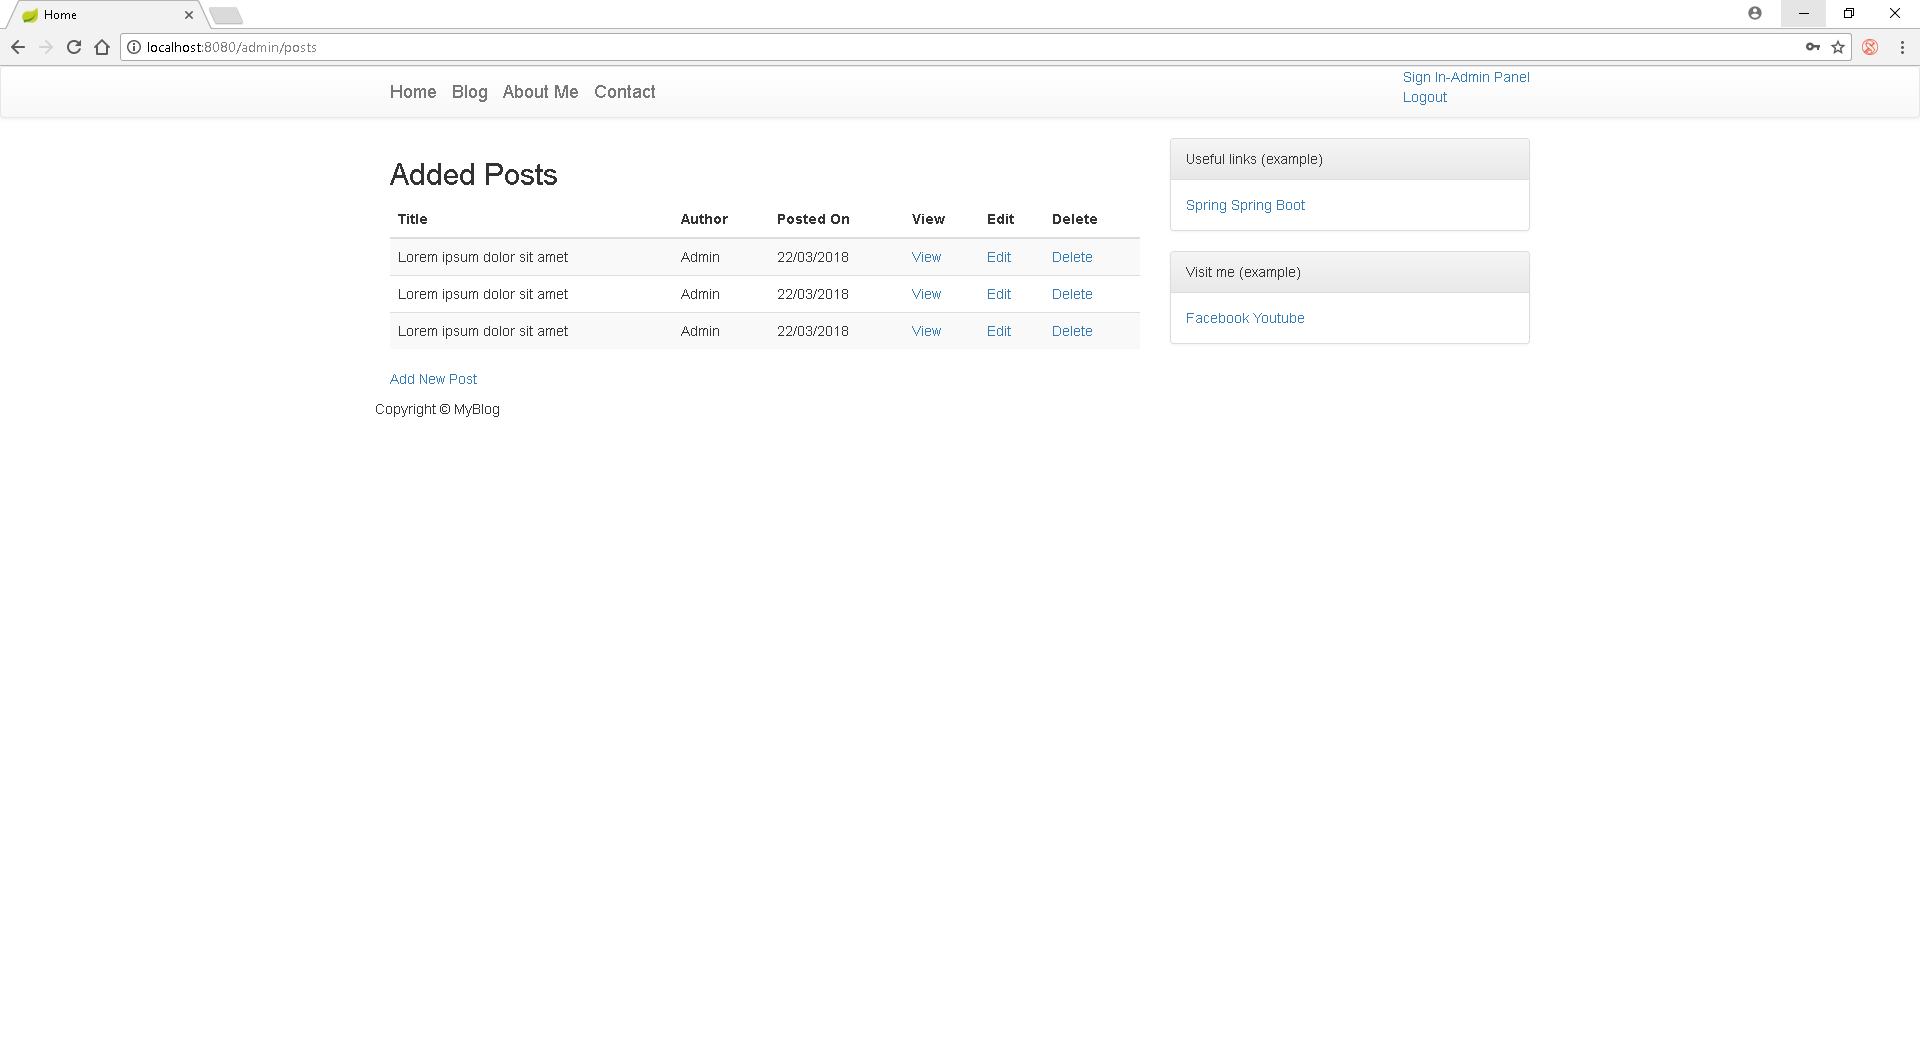 Home
localhost:8080/admin/posts
Home Blog About Me Contact
Sign In-Admin Panel
Logout
Added Posts
Title Author Posted On View Edit Delete
Lorem ipsum dolor sit amet Admin 22/03/2018 View Edit Delete
Lorem ipsum dolor sit amet Admin 22/03/2018 View Edit Delete
Lorem ipsum dolor sit amet Admin 22/03/2018 View Edit Delete
Add New Post
Copyright © MyBlog
Useful links (example)
Spring Spring Boot
Visit me (example)
Facebook Youtube